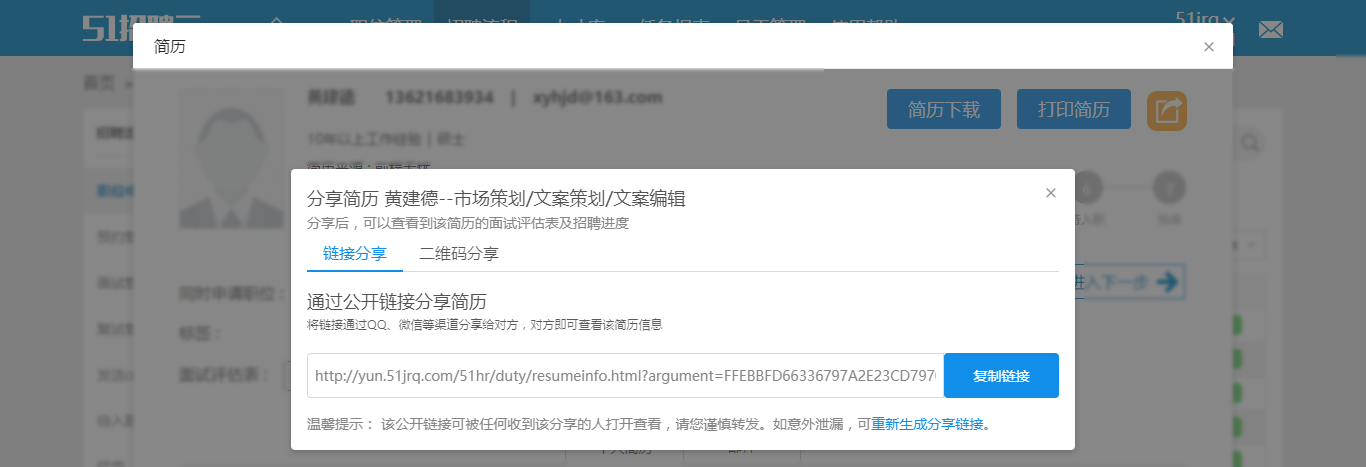 51招聘云
51jrq
简历
首页
黄建德 13621683934 | xyhjd@163.com
简历下载
打印简历
10年以上工作经验 | 硕士
分享简历 黄建德--市场策划/文案策划/文案编辑
分享后，可以查看到该简历的面试评估表及招聘进度
链接分享 二维码分享
进入下一步
同时申请职位：
通过公开链接分享简历
标签：
将链接通过QQ、微信等渠道分享给对方，对方即可查看该简历信息
面试评估表：
http://yun.51jrq.com/51hr/duty/resumeinfo.html?argument=FFEBBFD66336797A2E23CD797
复制链接
温馨提示： 该公开链接可被任何收到该分享的人打开查看，请您谨慎转发。如意外泄漏，可重新生成分享链接。